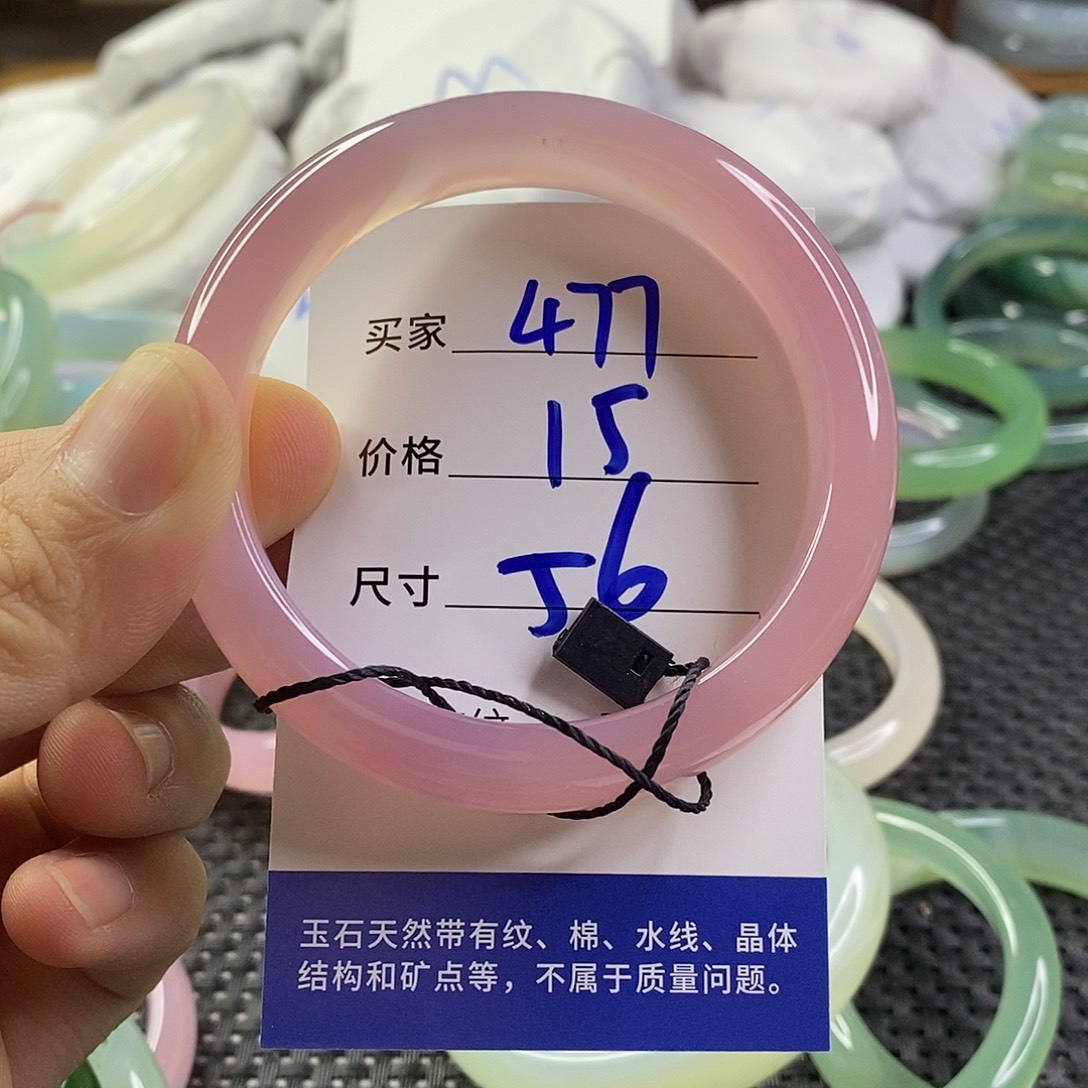 买家 477
价格 15
尺寸 56
玉石天然带有纹、棉、水线、晶体
结构和矿点等，不属于质量问题。